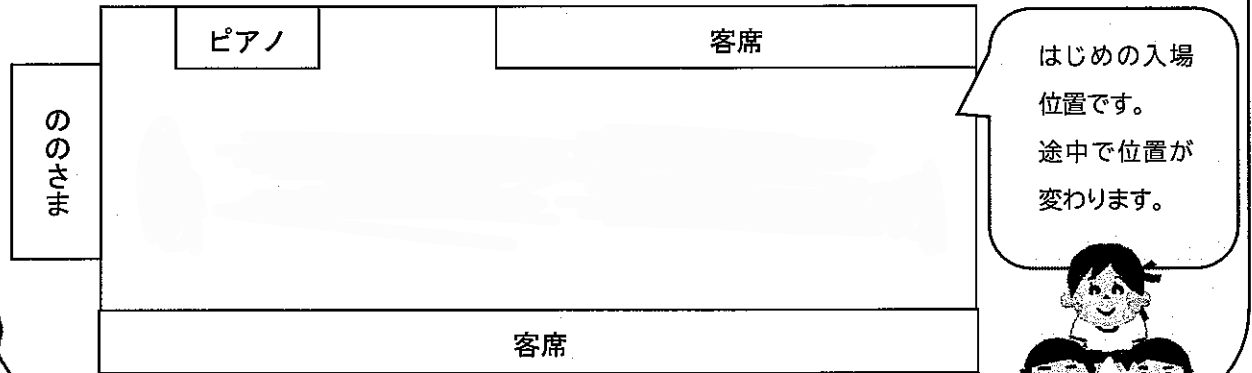 ピアノ
客席
ののさま
はじめの入場
位置です。
途中で位置が
変わります。
客席